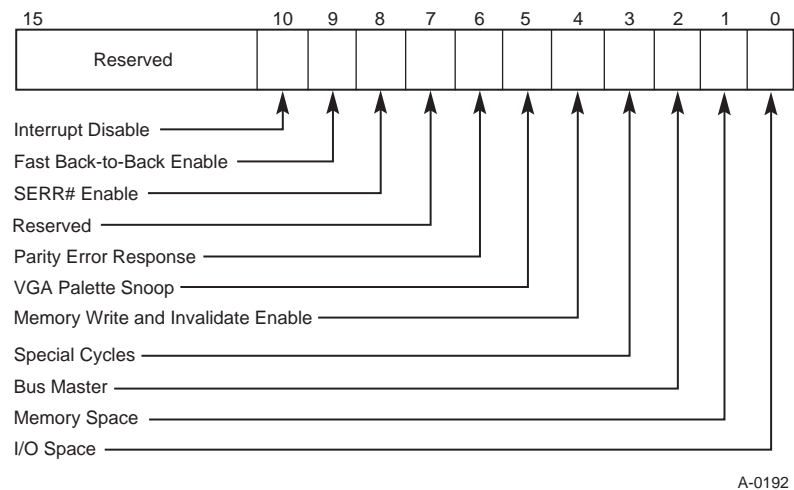 15 10 9 8 7 6 5 4 3 2 1 0
Reserved
Interrupt Disable
Fast Back-to-Back Enable
SERR# Enable
Reserved
Parity Error Response
VGA Palette Snoop
Memory Write and Invalidate Enable
Special Cycles
Bus Master
Memory Space
I/O Space
A-0192